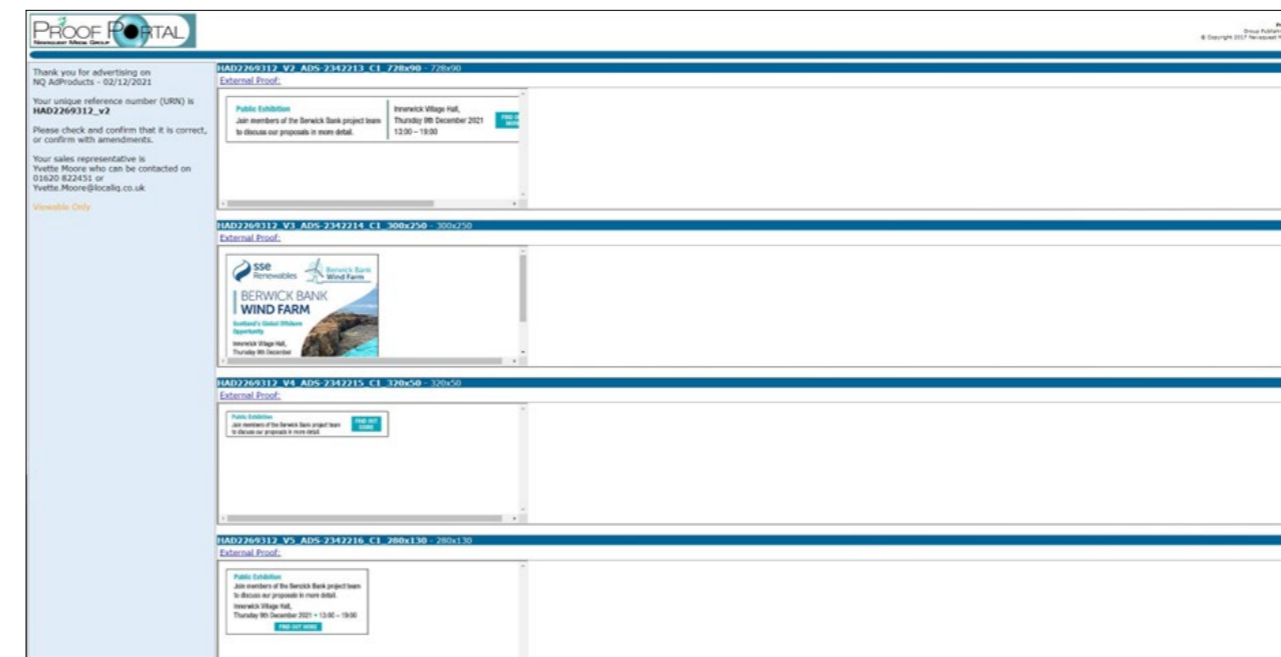 PROOF PORTAL
NEWSQUEST MEDIA GROUP
© Copyright 2017 Newsquest
Thank you for advertising on
NQ AdProducts - 02/12/2021
Your unique reference number (URN) is
HAD2269312_v2
Please check and confirm that it is correct,
or confirm with amendments.
Your sales representative is
Yvette Moore who can be contacted on
01620 822451 or
Yvette.Moore@localiq.co.uk
Viewable Only
HAD2269312_V2_ADS-2342213_C1_728x90 - 728x90
External Proof:
Public Exhibition
Join members of the Berwick Bank project team
to discuss our proposals in more detail.
Innerwick Village Hall,
Thursday 9th December 2021
13:00 – 19:00
HAD2269312_V3_ADS-2342214_C1_300x250 - 300x250
External Proof:
sse
Renewables
Berwick Bank
Wind Farm
BERWICK BANK
WIND FARM
Scotland's Global Offshore
Opportunity
Innerwick Village Hall,
Thursday 9th December
HAD2269312_V4_ADS-2342215_C1_320x50 - 320x50
External Proof:
Public Exhibition
Join members of the Berwick Bank project team
to discuss our proposals in more detail.
FIND OUT
MORE
HAD2269312_V5_ADS-2342216_C1_280x130 - 280x130
External Proof:
Public Exhibition
Join members of the Berwick Bank project team
to discuss our proposals in more detail.
Innerwick Village Hall,
Thursday 9th December 2021 • 13:00 – 19:00
FIND OUT MORE